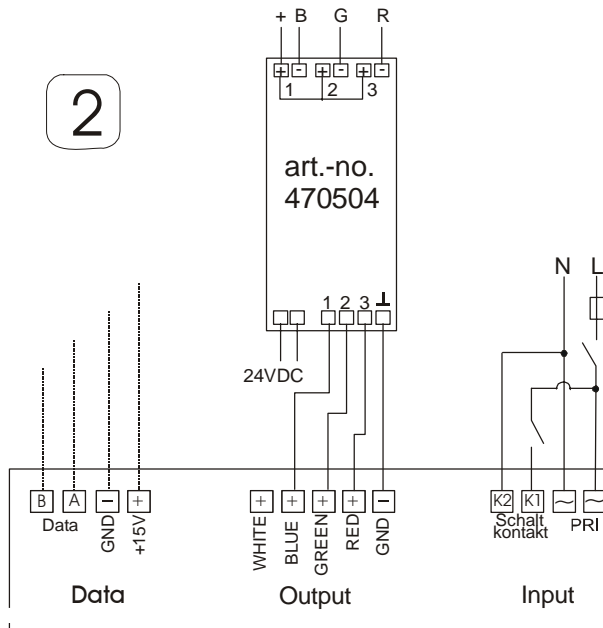 + B G R
+ - + - + -
1 2 3
2
art.-no.
470504
N L
1 2 3 ⊥
24VDC
B A − +
+ + + + −
K2 K1 ~ ~
Data
GND
+15V
WHITE
BLUE
GREEN
RED
GND
Schalt
kontakt
PRI
Data Output Input